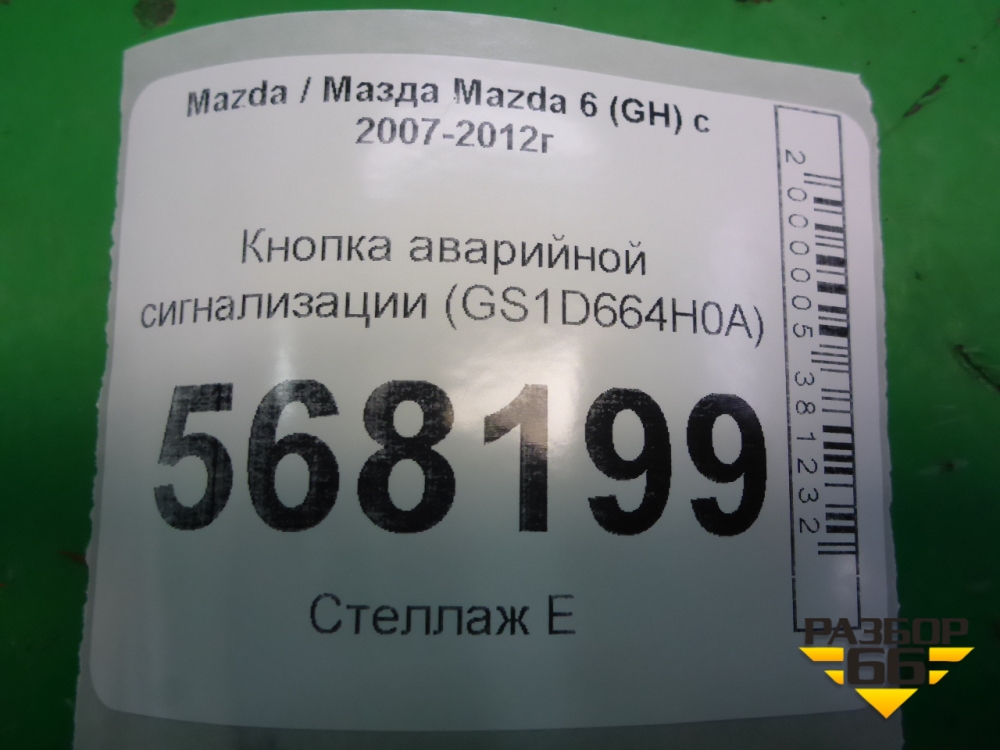 Mazda / Мазда Mazda 6 (GH) с
2007-2012г
Кнопка аварийной
сигнализации (GS1D664H0A)
568199
Стеллаж Е
2000005381232
РАЗБОР
66